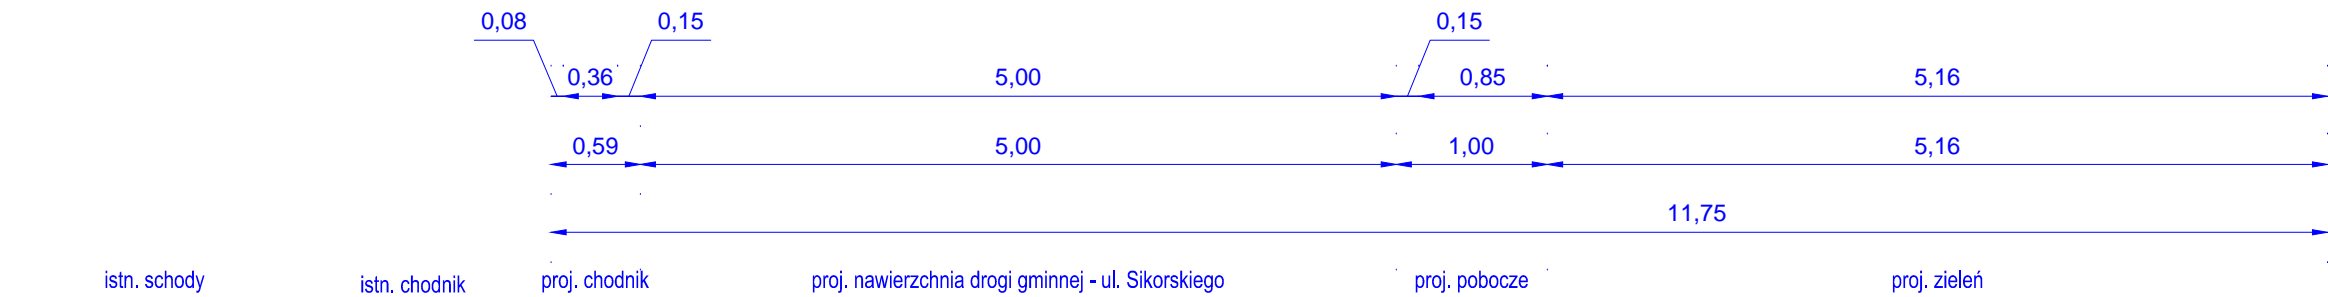 0,08 0,15 0,15
0,36 5,00 0,85 5,16
0,59 5,00 1,00 5,16
11,75
istn. schody istn. chodnik proj. chodnik proj. nawierzchnia drogi gminnej - ul. Sikorskiego proj. pobocze proj. zieleń